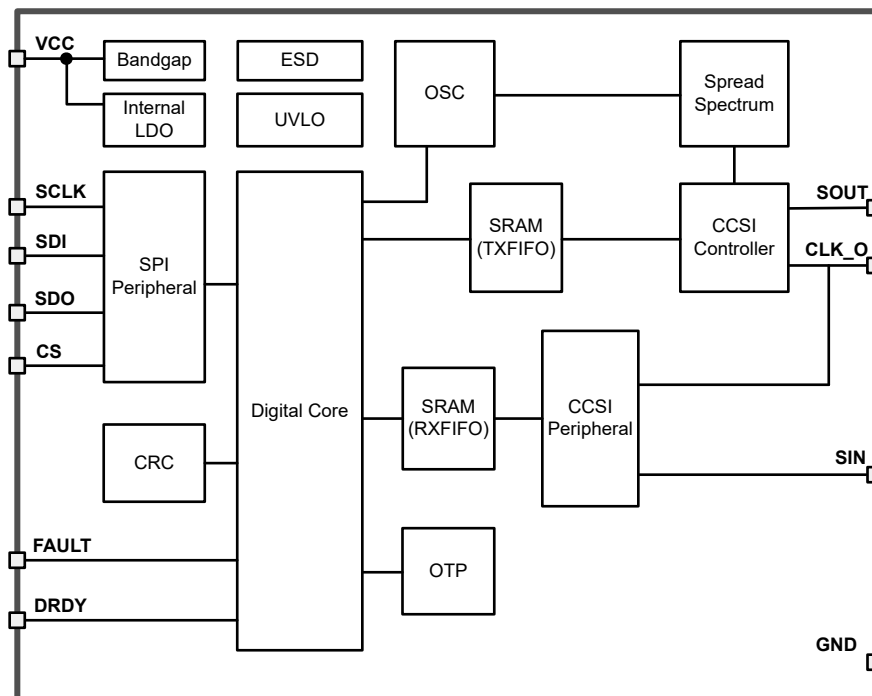 VCC
Bandgap
ESD
OSC
Spread
Spectrum
Internal
LDO
UVLO
SCLK
SDI
SDO
CS
SPI
Peripheral
SRAM
(TXFIFO)
CCSI
Controller
SOUT
CLK_O
Digital Core
SRAM
(RXFIFO)
CCSI
Peripheral
SIN
CRC
FAULT
DRDY
OTP
GND